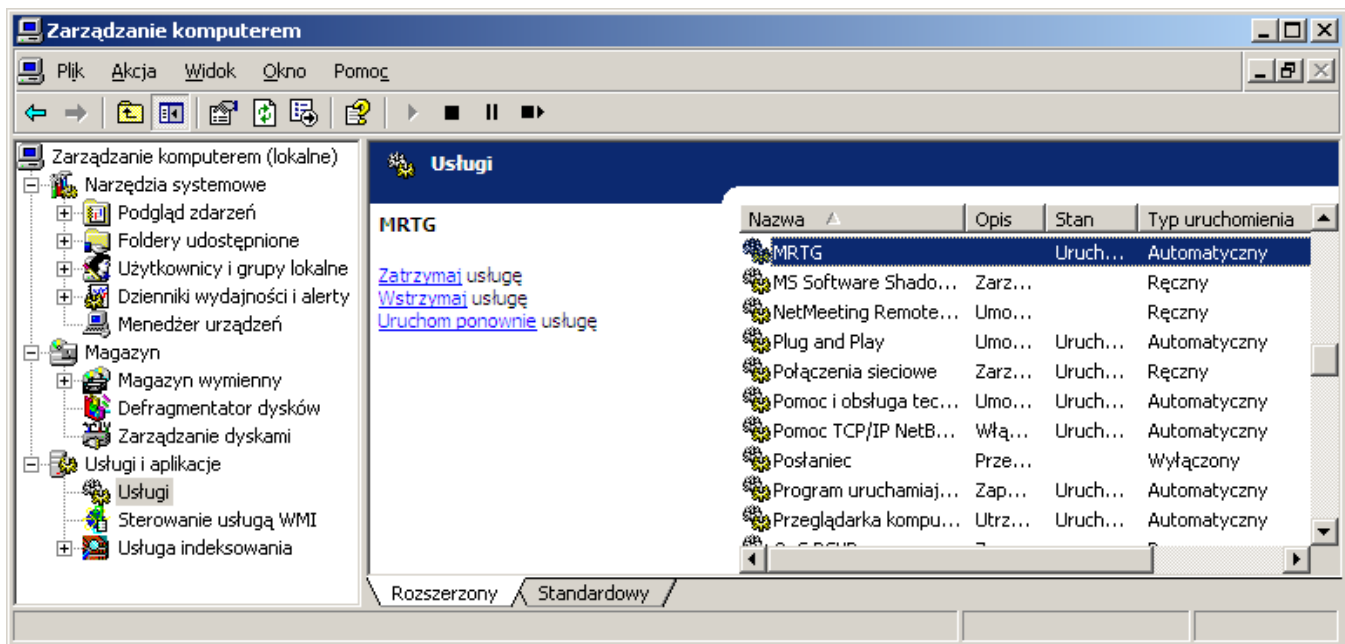 Zarządzanie komputerem
Plik Akcja Widok Okno Pomoc
Zarządzanie komputerem (lokalne)
Narzędzia systemowe
Podgląd zdarzeń
Foldery udostępnione
Użytkownicy i grupy lokalne
Dzienniki wydajności i alerty
Menedżer urządzeń
Magazyn
Magazyn wymienny
Defragmentator dysków
Zarządzanie dyskami
Usługi i aplikacje
Usługi
Sterowanie usługą WMI
Usługa indeksowania
Usługi
MRTG
Zatrzymaj usługę
Wstrzymaj usługę
Uruchom ponownie usługę
Nazwa Opis Stan Typ uruchomienia
MRTG Uruch... Automatyczny
MS Software Shado... Zarz... Ręczny
NetMeeting Remote... Umo... Ręczny
Plug and Play Umo... Uruch... Automatyczny
Połączenia sieciowe Zarz... Uruch... Ręczny
Pomoc i obsługa tec... Umo... Uruch... Automatyczny
Pomoc TCP/IP NetB... Włą... Uruch... Automatyczny
Posłaniec Prze... Wyłączony
Program uruchamiaj... Zap... Uruch... Automatyczny
Przeglądarka kompu... Utrz... Uruch... Automatyczny
Rozszerzony Standardowy